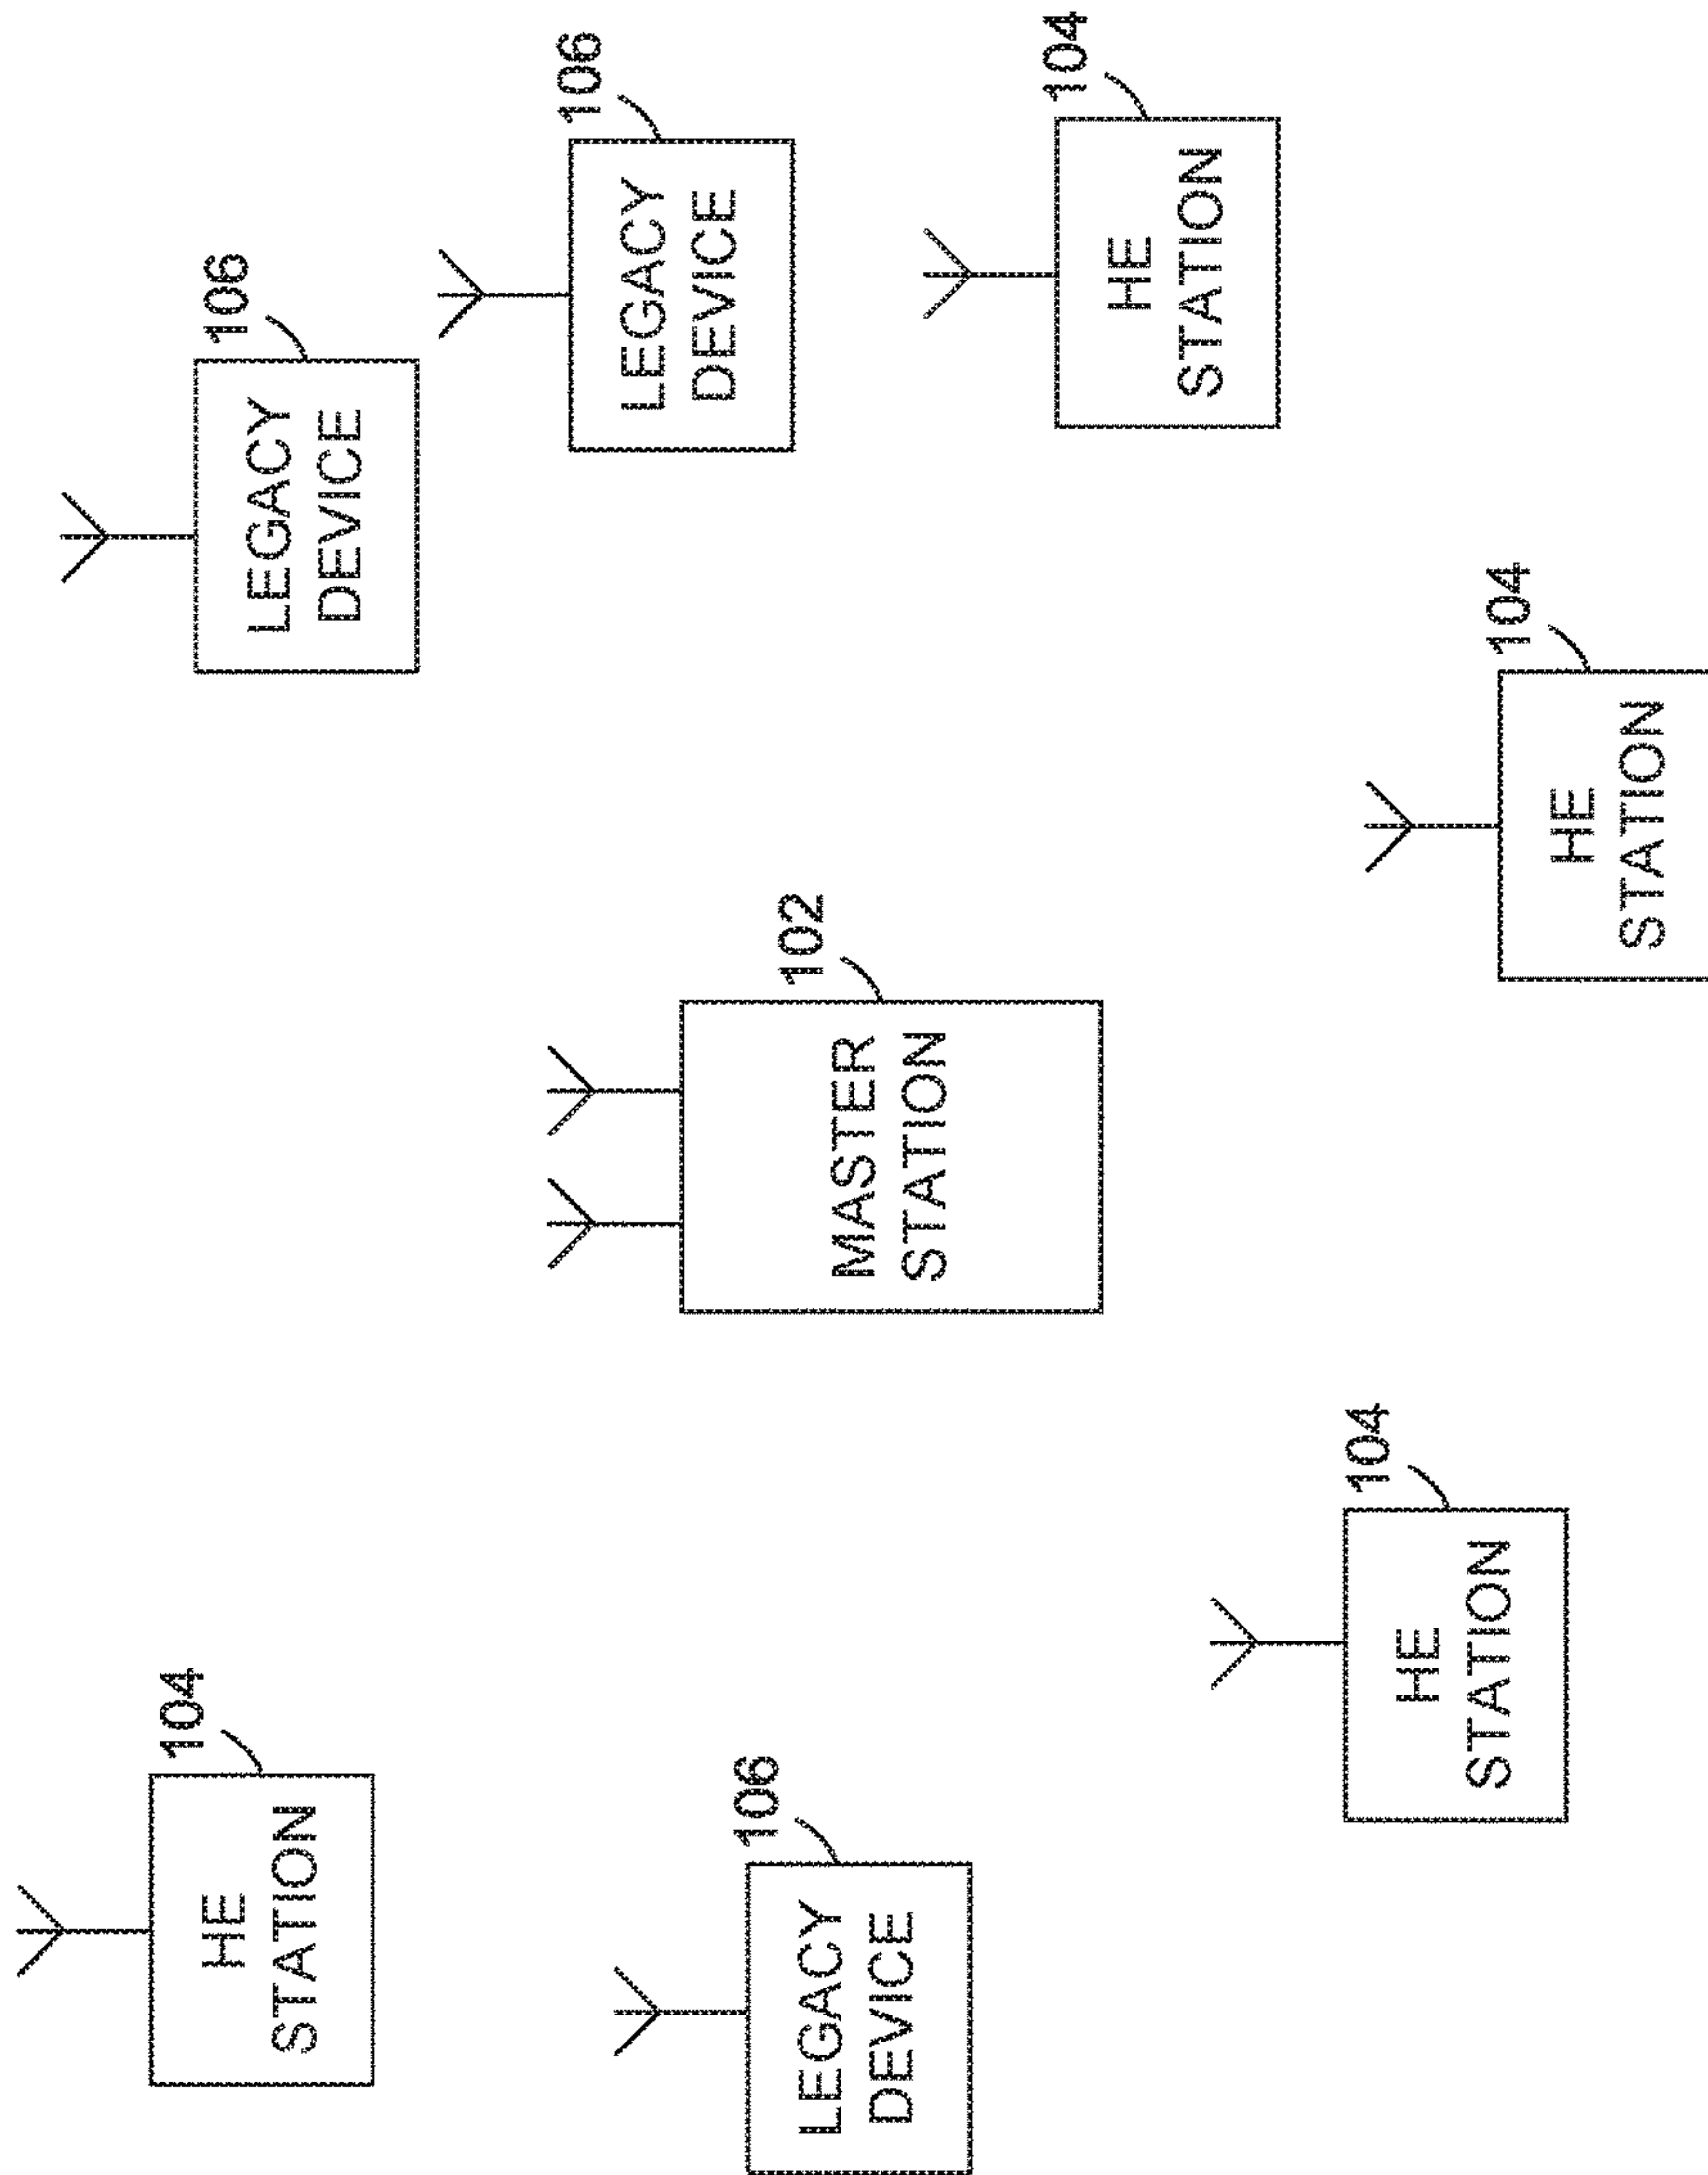 104
HE
STATION
106
LEGACY
DEVICE
106
LEGACY
DEVICE
102
MASTER
STATION
106
LEGACY
DEVICE
104
HE
STATION
104
HE
STATION
104
HE
STATION